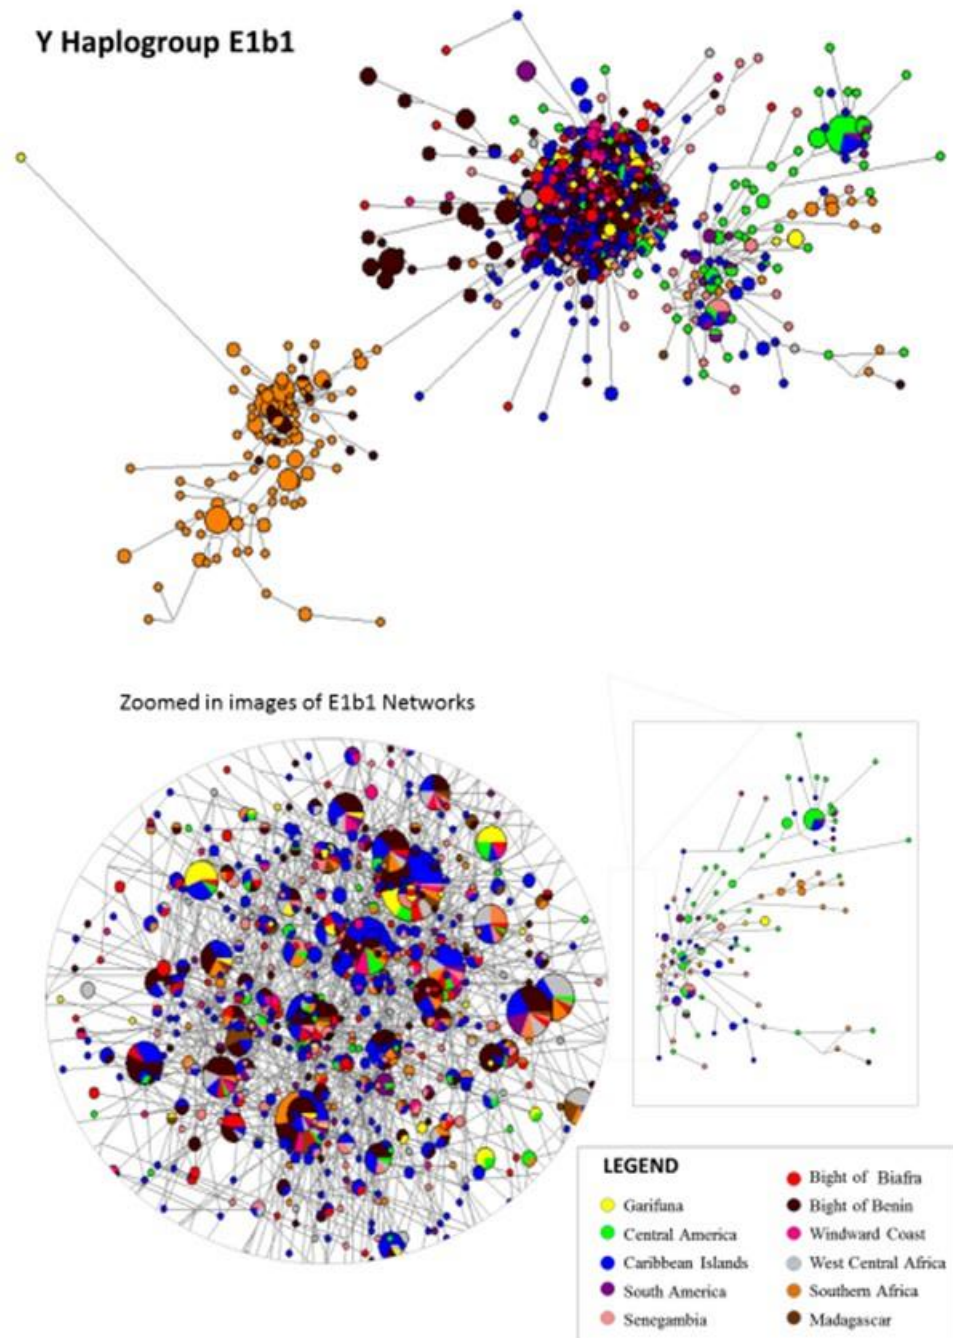 Y Haplogroup E1b1
Zoomed in images of E1b1 Networks
LEGEND
Garifuna
Central America
Caribbean Islands
South America
Senegambia
Bight of Biafra
Bight of Benin
Windward Coast
West Central Africa
Southern Africa
Madagascar